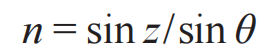 n = sin z/sin θ